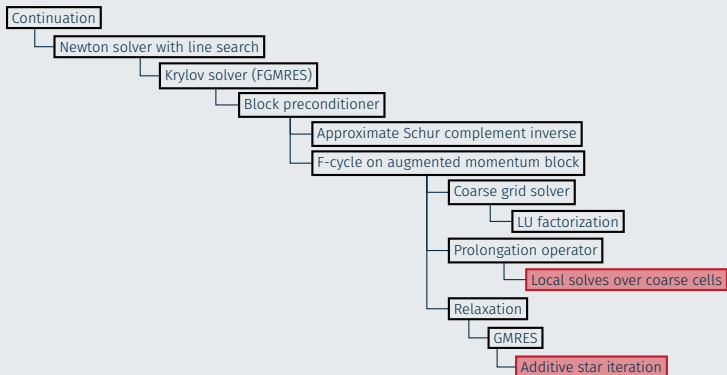 Continuation
Newton solver with line search
Krylov solver (FGMRES)
Block preconditioner
Approximate Schur complement inverse
F-cycle on augmented momentum block
Coarse grid solver
LU factorization
Prolongation operator
Local solves over coarse cells
Relaxation
GMRES
Additive star iteration